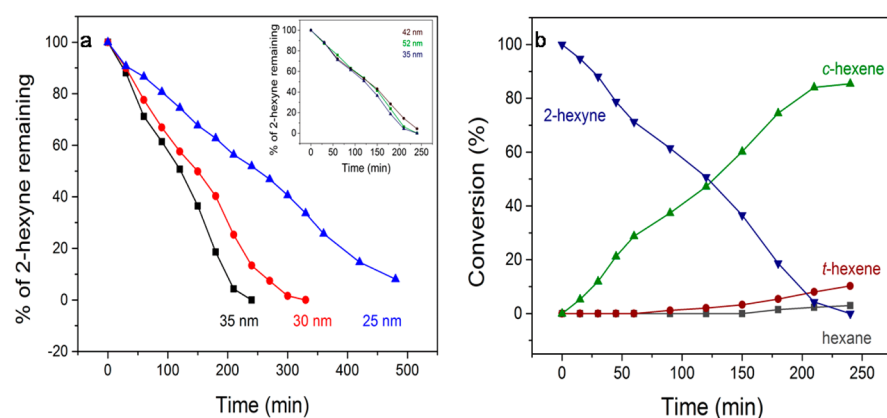 a
% of 2-hexyne remaining
100
80
60
40
20
0
-20
0
100
200
300
400
500
Time (min)
35 nm
30 nm
25 nm
% of 2-hexyne remaining
100
80
60
40
20
0
0
50
100
150
200
250
Time (min)
42 nm
52 nm
35 nm
b
Conversion (%)
100
80
60
40
20
0
0
50
100
150
200
250
Time (min)
2-hexyne
c-hexene
t-hexene
hexane